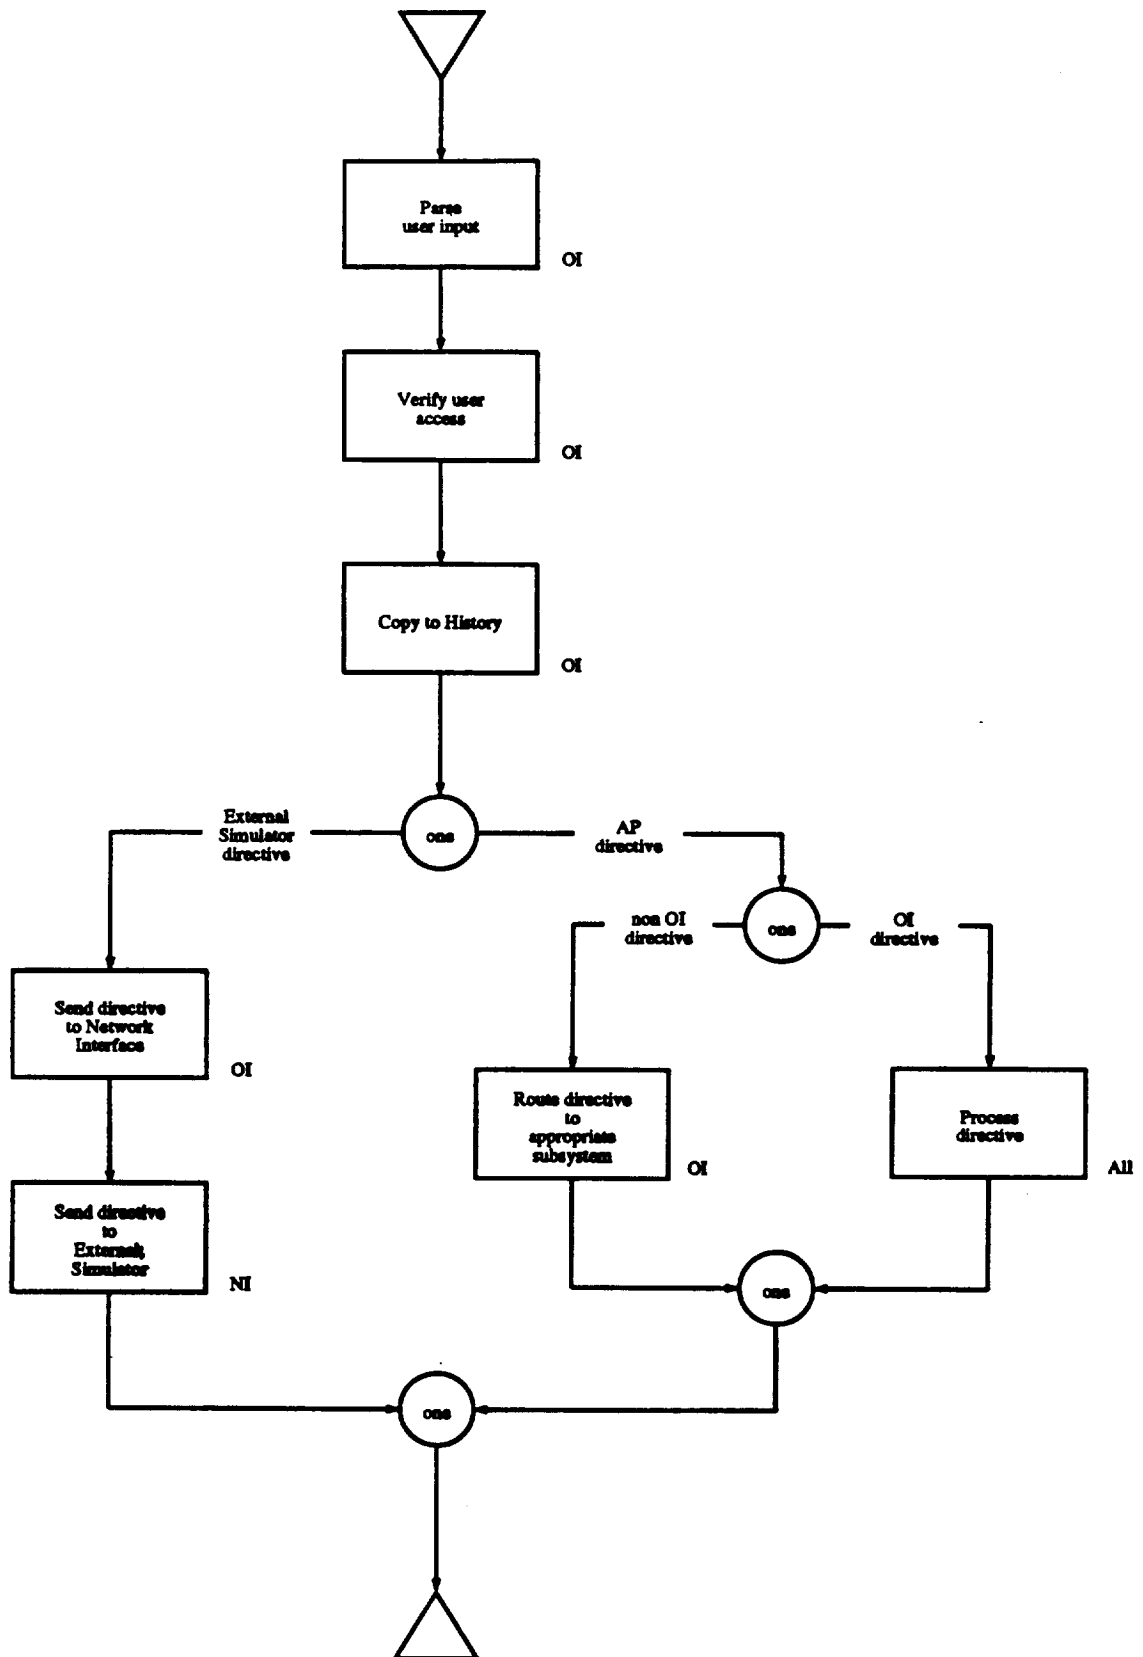 Parse
user input
OI
Verify user
access
OI
Copy to History
OI
External
Simulator
directive
one
AP
directive
non OI
directive
one
OI
directive
Send directive
to Network
Interface
OI
Route directive
to
appropriate
subsystem
OI
Process
directive
All
Send directive
to
External;
Simulator
NI
one
one